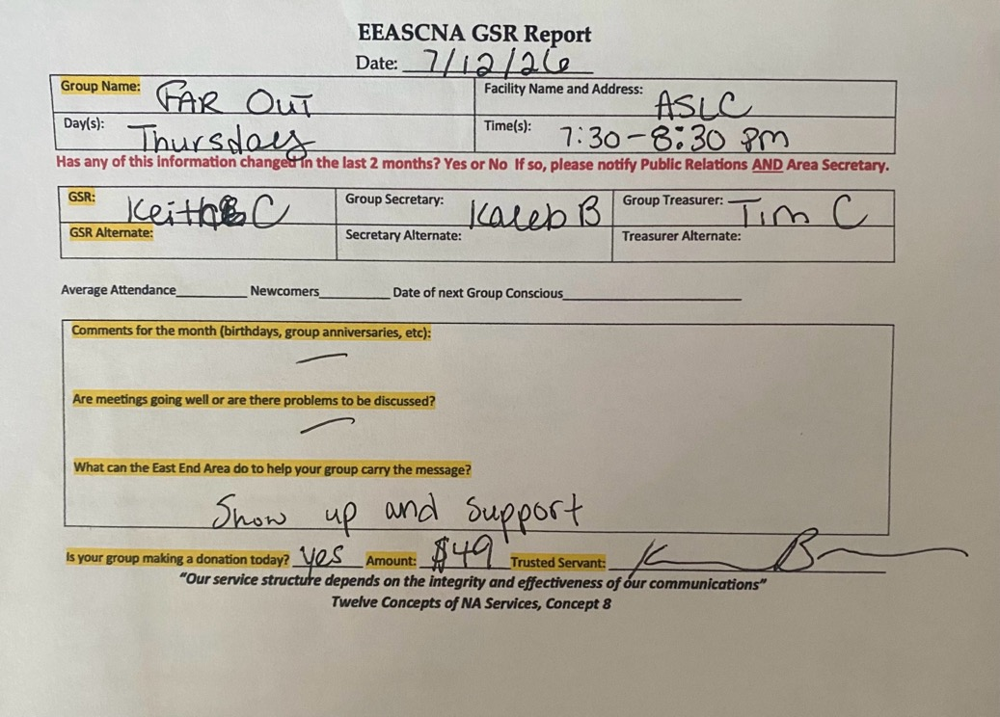 EEASCNA GSR Report
Date: 7/12/26
Group Name: FAR OUT
Facility Name and Address: ASLC
Day(s): Thursday
Time(s): 7:30-8:30 pm
Has any of this information changed in the last 2 months? Yes or No If so, please notify Public Relations AND Area Secretary.
GSR: Keith C
Group Secretary: Kaleb B
Group Treasurer: Tim C
GSR Alternate:
Secretary Alternate:
Treasurer Alternate:
Average Attendance Newcomers Date of next Group Conscious
Comments for the month (birthdays, group anniversaries, etc):
—
Are meetings going well or are there problems to be discussed?
—
What can the East End Area do to help your group carry the message?
Show up and support
Is your group making a donation today? yes Amount: $49 Trusted Servant: K B
"Our service structure depends on the integrity and effectiveness of our communications"
Twelve Concepts of NA Services, Concept 8